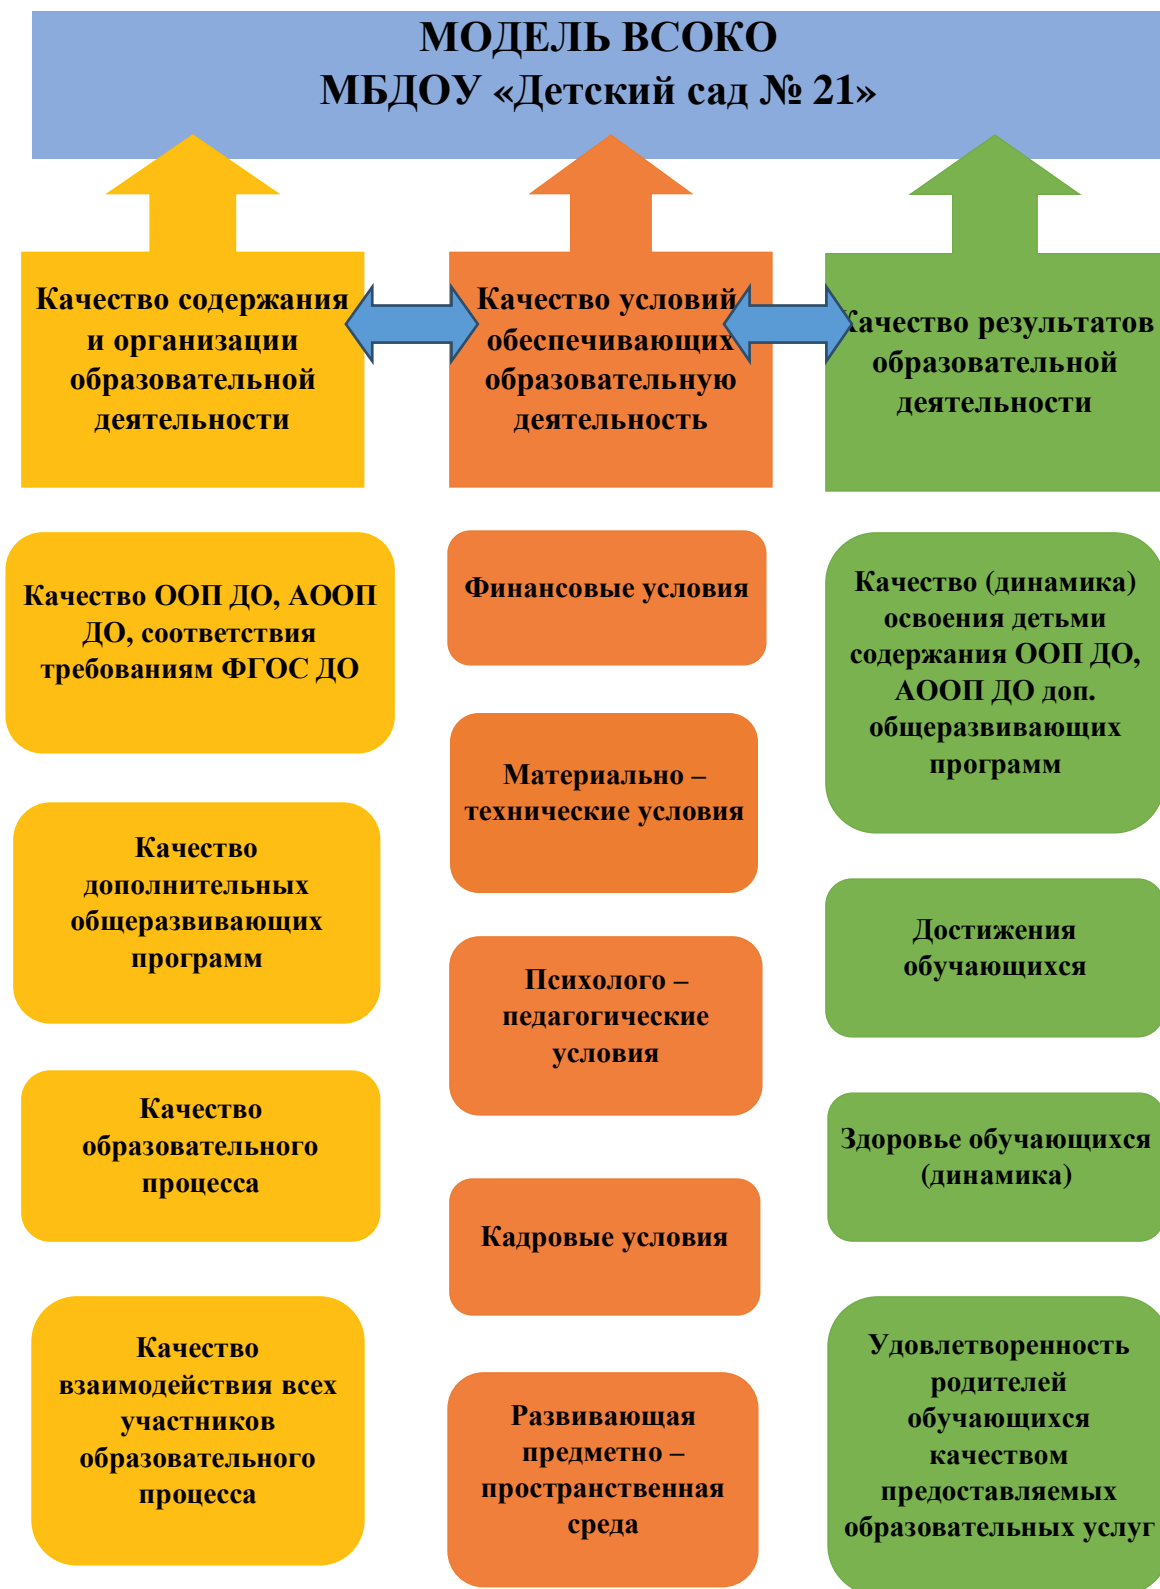 МОДЕЛЬ ВСОКО
МБДОУ «Детский сад № 21»
Качество содержания
и организации
образовательной
деятельности
Качество условий
обеспечивающих
образовательную
деятельность
Качество результатов
образовательной
деятельности
Качество ООП ДО, АООП
ДО, соответствия
требованиям ФГОС ДО
Качество
дополнительных
общеразвивающих
программ
Качество
образовательного
процесса
Качество
взаимодействия всех
участников
образовательного
процесса
Финансовые условия
Материально –
технические условия
Психолого –
педагогические
условия
Кадровые условия
Развивающая
предметно –
пространственная
среда
Качество (динамика)
освоения детьми
содержания ООП ДО,
АООП ДО доп.
общеразвивающих
программ
Достижения
обучающихся
Здоровье обучающихся
(динамика)
Удовлетворенность
родителей
обучающихся
качеством
предоставляемых
образовательных услуг